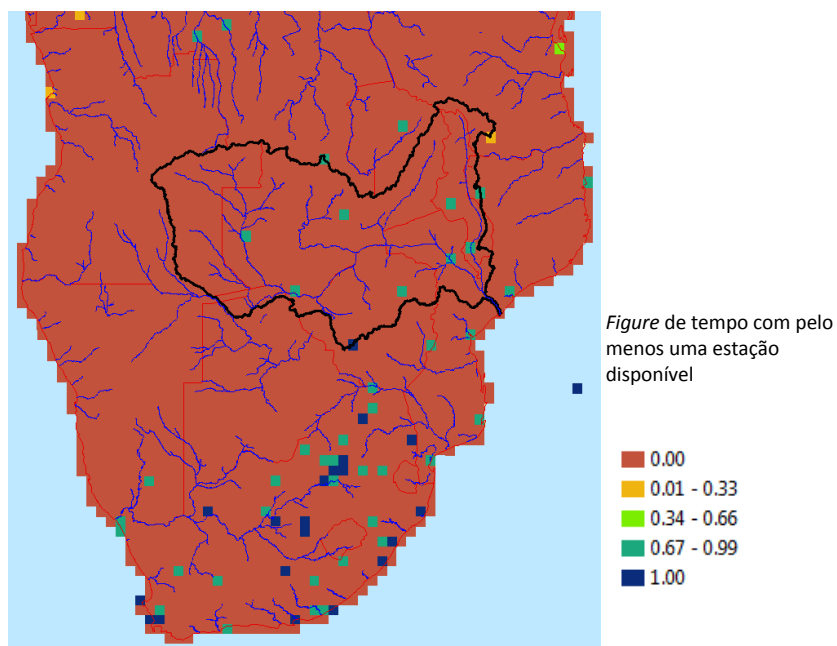 Figure de tempo com pelo
menos uma estação
disponível
0.00
0.01 - 0.33
0.34 - 0.66
0.67 - 0.99
1.00